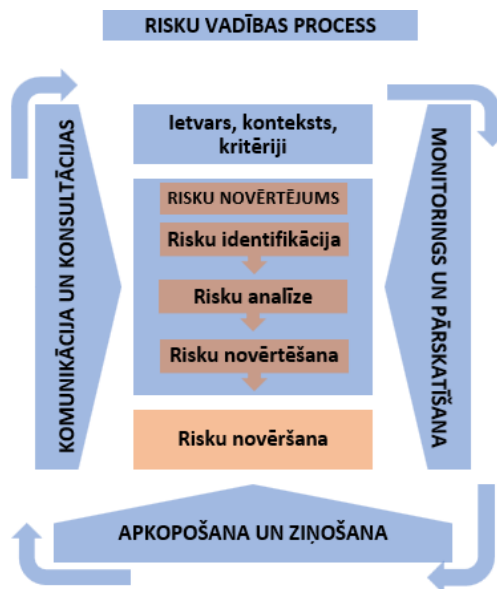 RISKU VADĪBAS PROCESS
KOMUNIKĀCIJA UN KONSULTĀCIJAS
Ietvars, konteksts,
kritēriji
RISKU NOVĒRTĒJUMS
Risku identifikācija
Risku analīze
Risku novērtēšana
Risku novēršana
MONITORINGS UN PĀRSKATĪŠANA
APKOPOŠANA UN ZIŅOŠANA